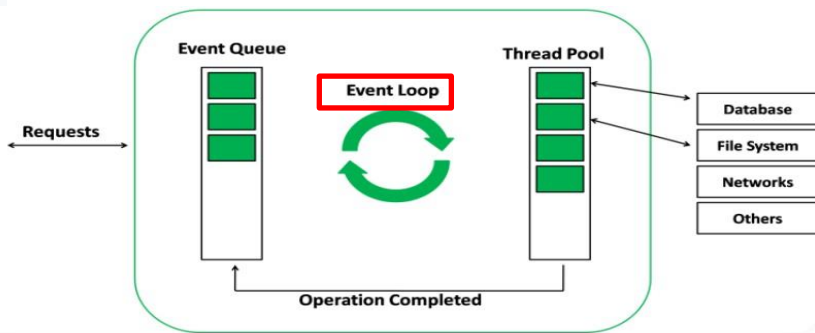 Event Queue
Thread Pool
Event Loop
Requests
Database
File System
Networks
Others
Operation Completed